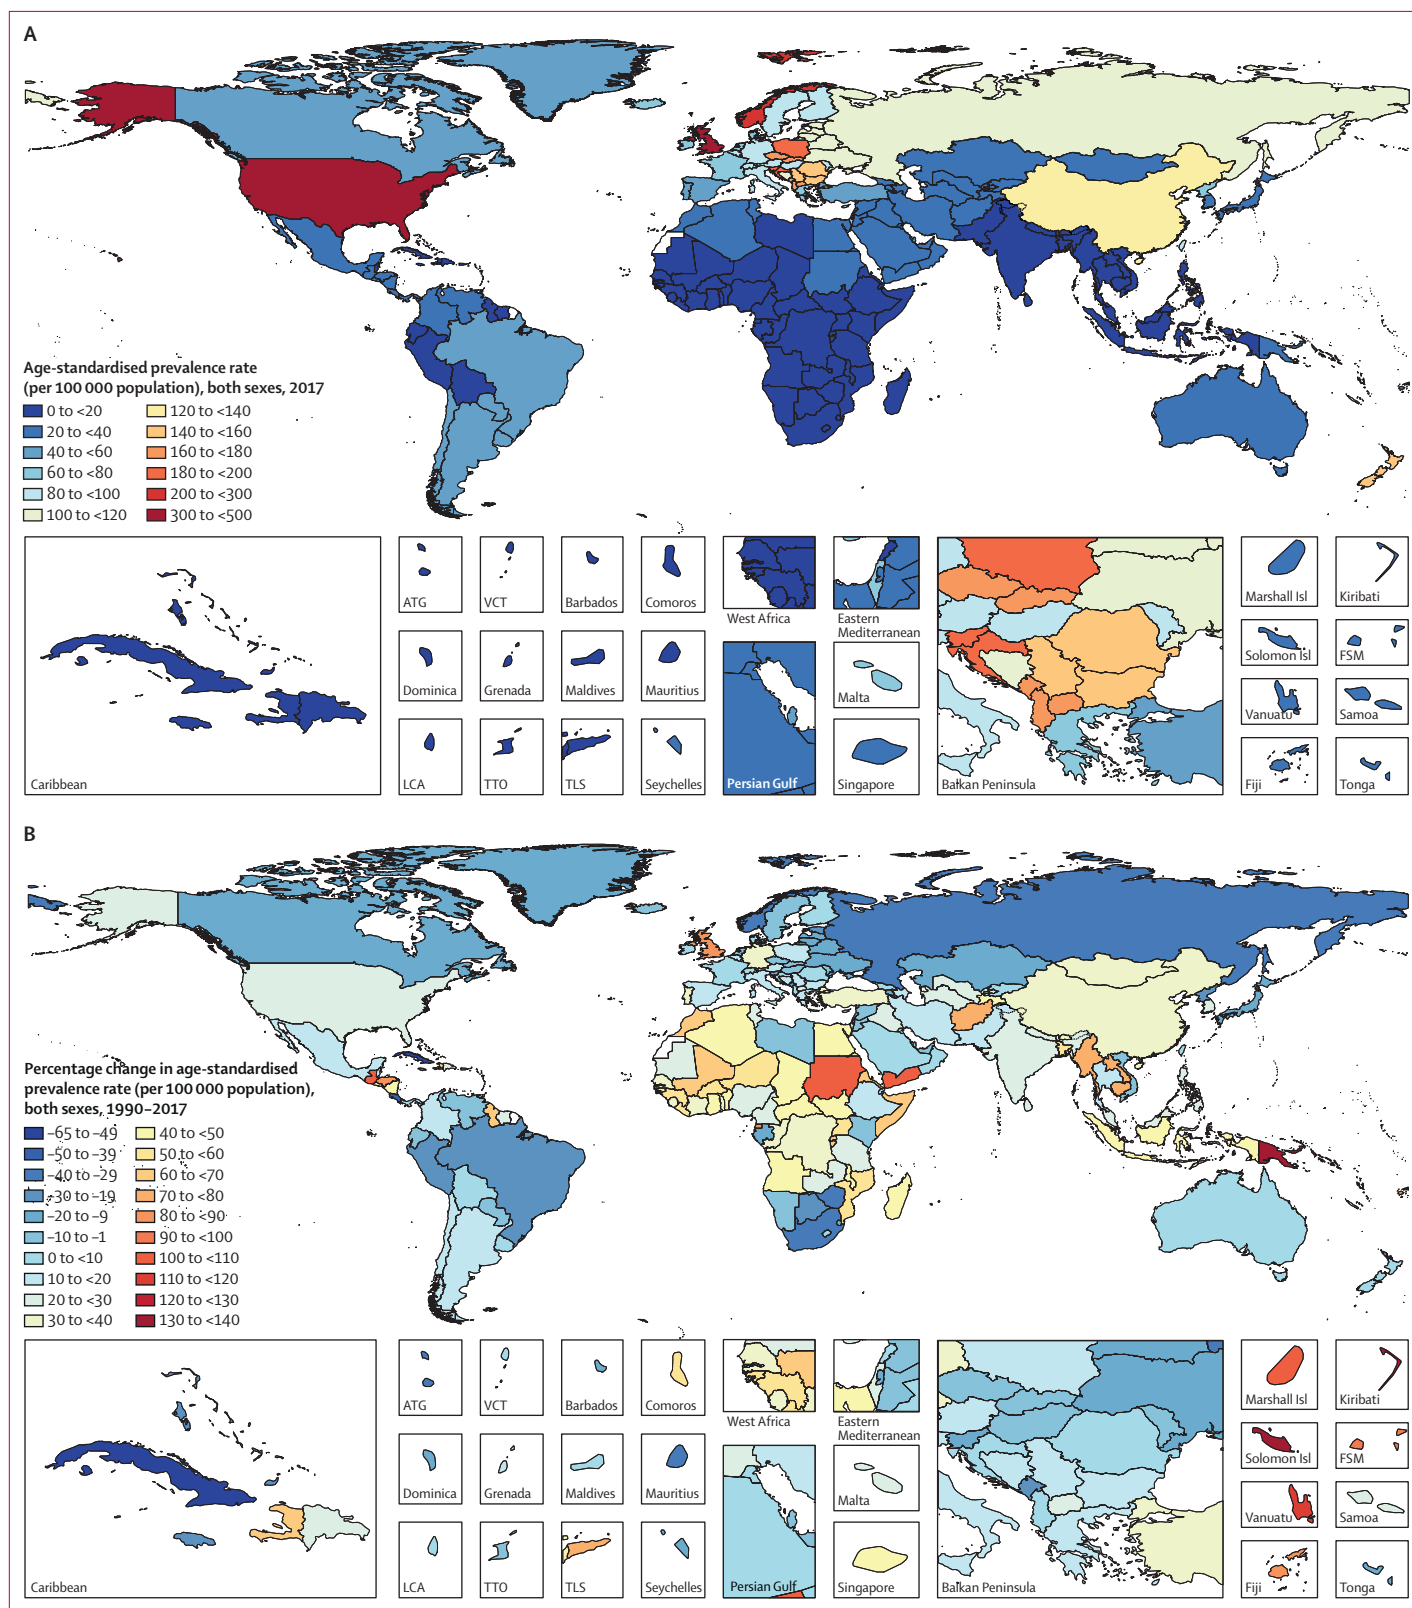 A
Age-standardised prevalence rate
(per 100 000 population), both sexes, 2017
0 to <20
20 to <40
40 to <60
60 to <80
80 to <100
100 to <120
120 to <140
140 to <160
160 to <180
180 to <200
200 to <300
300 to <500
Caribbean
ATG
VCT
Barbados
Comoros
Dominica
Grenada
Maldives
Mauritius
LCA
TTO
TLS
Seychelles
West Africa
Eastern
Mediterranean
Persian Gulf
Malta
Singapore
Balkan Peninsula
Marshall Isl
Kiribati
Solomon Isl
FSM
Vanuatu
Samoa
Fiji
Tonga
B
Percentage change in age-standardised
prevalence rate (per 100 000 population),
both sexes, 1990–2017
–65 to –49
–50 to –39
–40 to –29
–30 to –19
–20 to –9
–10 to –1
0 to <10
10 to <20
20 to <30
30 to <40
40 to <50
50 to <60
60 to <70
70 to <80
80 to <90
90 to <100
100 to <110
110 to <120
120 to <130
130 to <140
Caribbean
ATG
VCT
Barbados
Comoros
Dominica
Grenada
Maldives
Mauritius
LCA
TTO
TLS
Seychelles
West Africa
Eastern
Mediterranean
Persian Gulf
Malta
Singapore
Balkan Peninsula
Marshall Isl
Kiribati
Solomon Isl
FSM
Vanuatu
Samoa
Fiji
Tonga